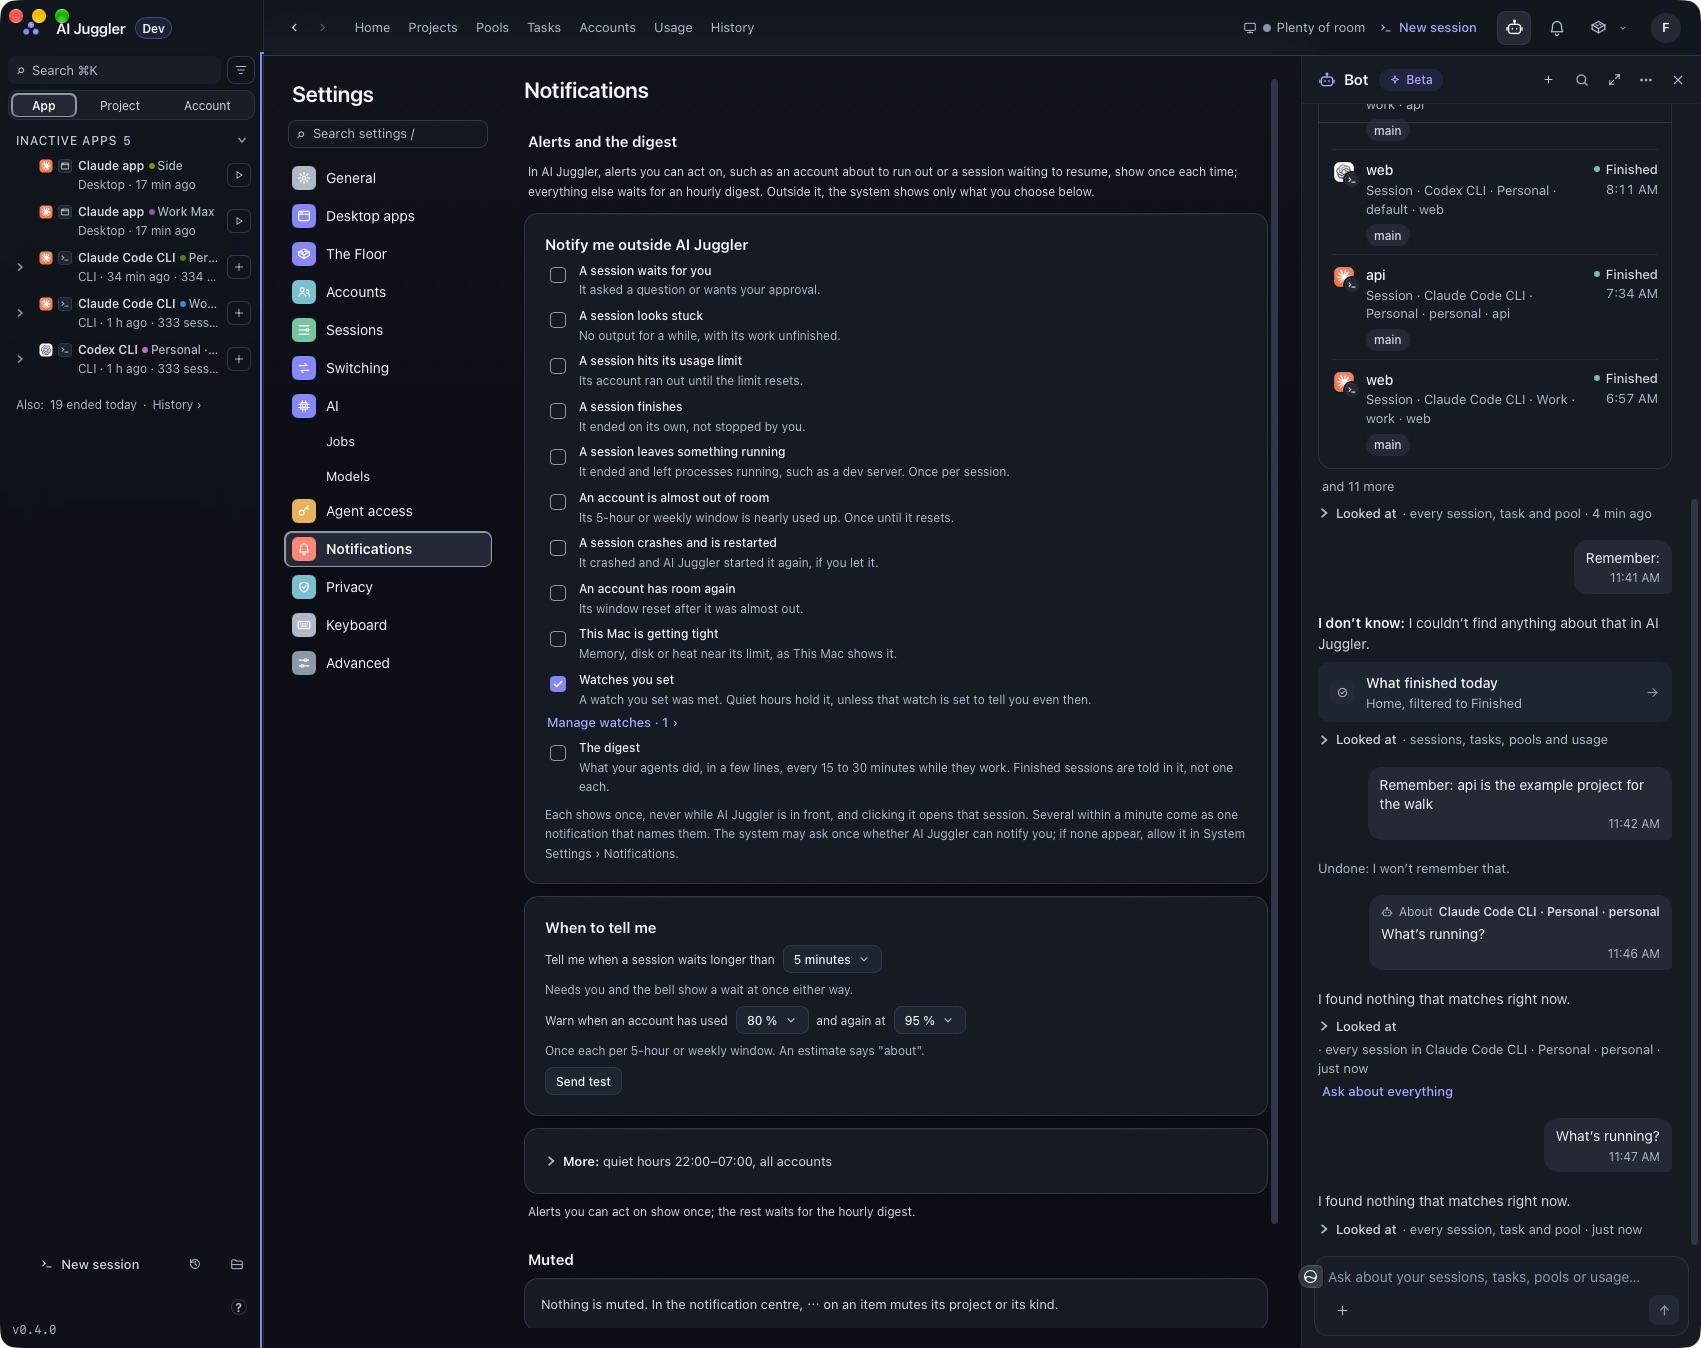 AI Juggler Dev
Search ⌘K
App Project Account
INACTIVE APPS 5
Claude app Side
Desktop · 17 min ago
Claude app Work Max
Desktop · 17 min ago
Claude Code CLI Per...
CLI · 34 min ago · 334 ...
Claude Code CLI Wo...
CLI · 1 h ago · 333 sess...
Codex CLI Personal ·...
CLI · 1 h ago · 333 sess...
Also: 19 ended today · History ›
New session
?
v0.4.0
Home Projects Pools Tasks Accounts Usage History
Plenty of room
New session
F
Settings
Search settings /
General
Desktop apps
The Floor
Accounts
Sessions
Switching
AI
Jobs
Models
Agent access
Notifications
Privacy
Keyboard
Advanced
Notifications
Alerts and the digest
In AI Juggler, alerts you can act on, such as an account about to run out or a session waiting to resume, show once each time;
everything else waits for an hourly digest. Outside it, the system shows only what you choose below.
Notify me outside AI Juggler
A session waits for you
It asked a question or wants your approval.
A session looks stuck
No output for a while, with its work unfinished.
A session hits its usage limit
Its account ran out until the limit resets.
A session finishes
It ended on its own, not stopped by you.
A session leaves something running
It ended and left processes running, such as a dev server. Once per session.
An account is almost out of room
Its 5-hour or weekly window is nearly used up. Once until it resets.
A session crashes and is restarted
It crashed and AI Juggler started it again, if you let it.
An account has room again
Its window reset after it was almost out.
This Mac is getting tight
Memory, disk or heat near its limit, as This Mac shows it.
Watches you set
A watch you set was met. Quiet hours hold it, unless that watch is set to tell you even then.
Manage watches · 1 ›
The digest
What your agents did, in a few lines, every 15 to 30 minutes while they work. Finished sessions are told in it, not one
each.
Each shows once, never while AI Juggler is in front, and clicking it opens that session. Several within a minute come as one
notification that names them. The system may ask once whether AI Juggler can notify you; if none appear, allow it in System
Settings › Notifications.
When to tell me
Tell me when a session waits longer than 5 minutes
Needs you and the bell show a wait at once either way.
Warn when an account has used 80 % and again at 95 %
Once each per 5-hour or weekly window. An estimate says "about".
Send test
More: quiet hours 22:00–07:00, all accounts
Alerts you can act on show once; the rest waits for the hourly digest.
Muted
Nothing is muted. In the notification centre, ··· on an item mutes its project or its kind.
Bot Beta
work · api
main
web Finished
Session · Codex CLI · Personal · 8:11 AM
default · web
main
api Finished
Session · Claude Code CLI · 7:34 AM
Personal · personal · api
main
web Finished
Session · Claude Code CLI · Work · 6:57 AM
work · web
main
and 11 more
Looked at · every session, task and pool · 4 min ago
Remember:
11:41 AM
I don’t know: I couldn’t find anything about that in AI
Juggler.
What finished today
Home, filtered to Finished
Looked at · sessions, tasks, pools and usage
Remember: api is the example project for
the walk
11:42 AM
Undone: I won’t remember that.
About Claude Code CLI · Personal · personal
What’s running?
11:46 AM
I found nothing that matches right now.
Looked at
· every session in Claude Code CLI · Personal · personal ·
just now
Ask about everything
What’s running?
11:47 AM
I found nothing that matches right now.
Looked at · every session, task and pool · just now
Ask about your sessions, tasks, pools or usage...